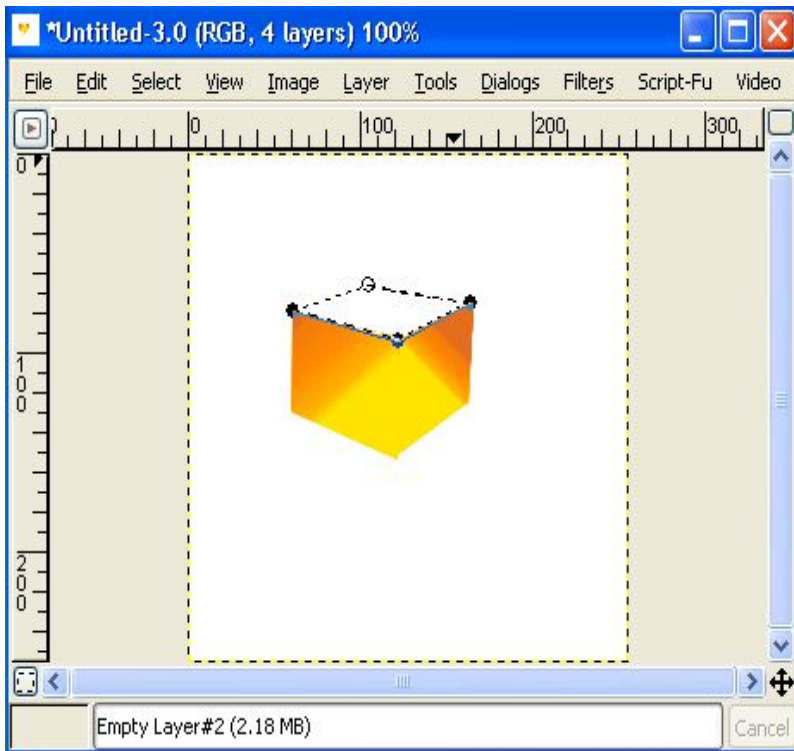 *Untitled-3.0 (RGB, 4 layers) 100%
File Edit Select View Image Layer Tools Dialogs Filters Script-Fu Video
0 100 200 300
0
100
200
Empty Layer#2 (2.18 MB)
Cancel